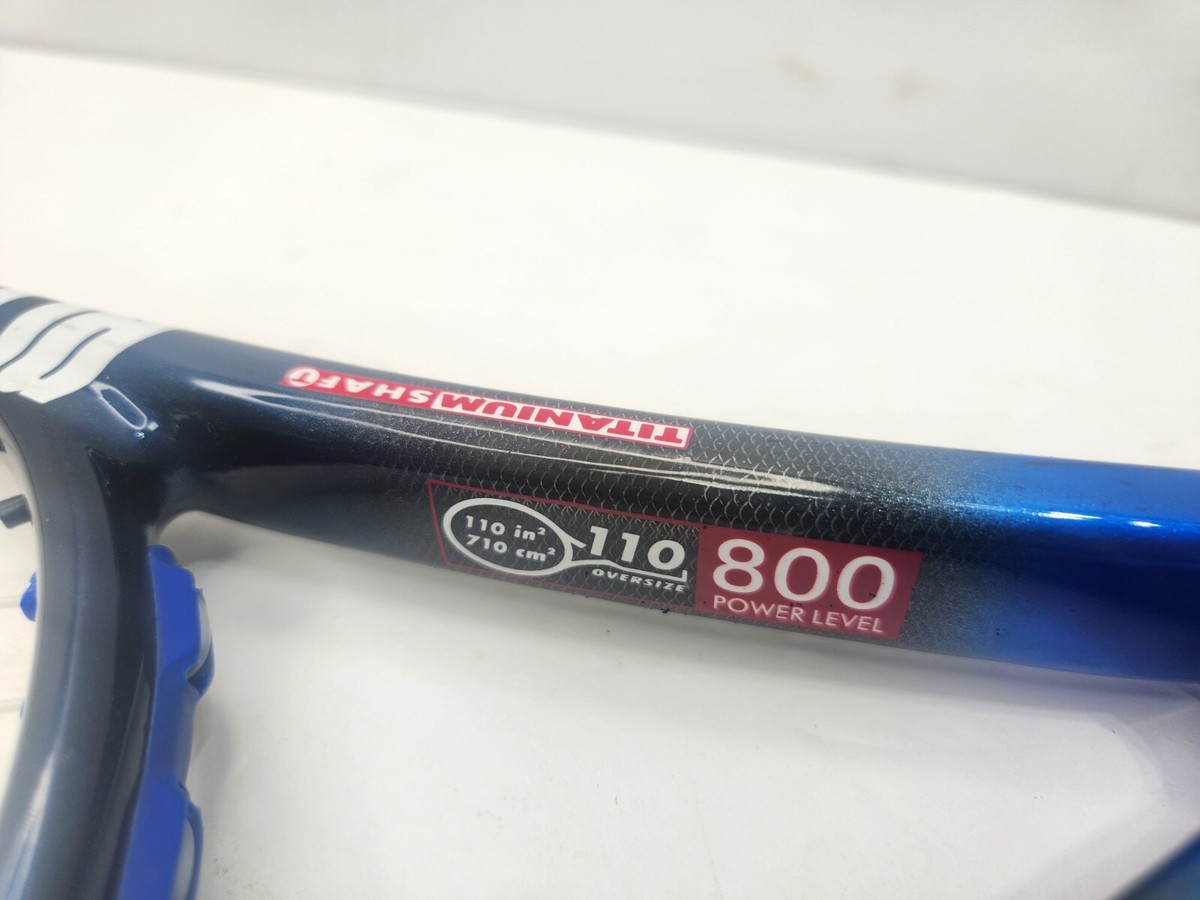 TITANIUM SHAFT
110 in²
710 cm²
110
OVERSIZE
800
POWER LEVEL